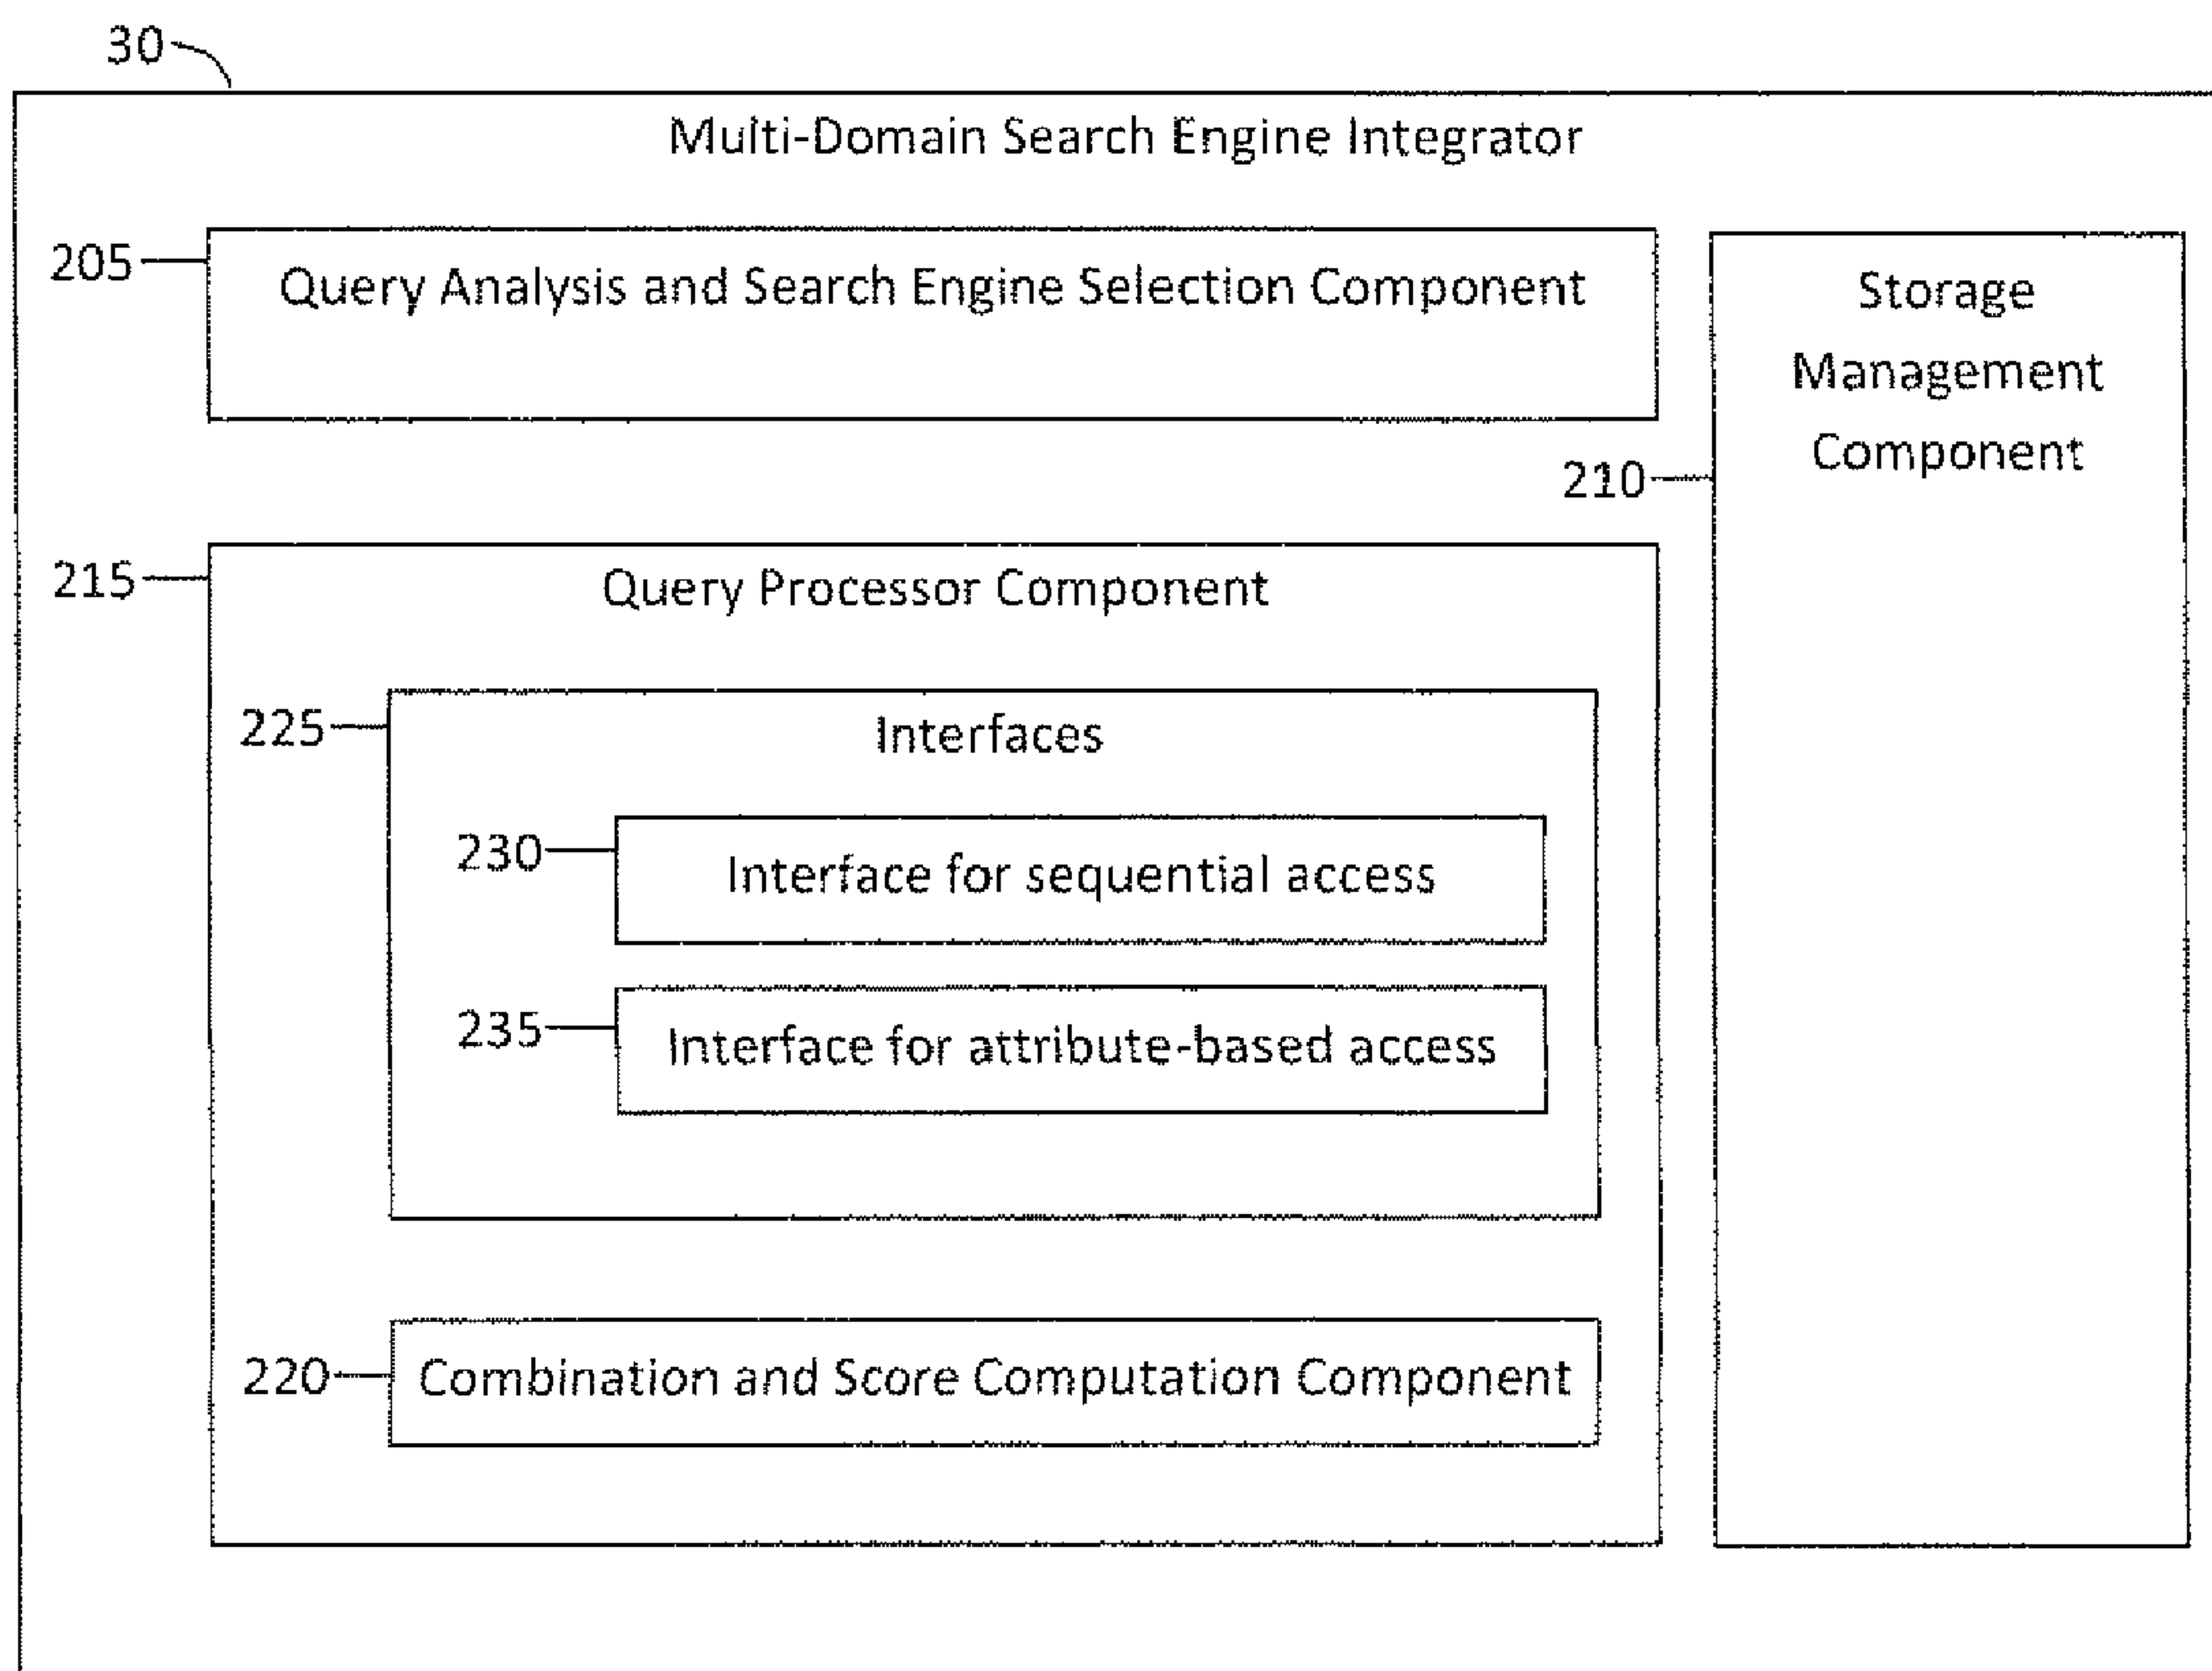 30
Multi-Domain Search Engine Integrator
205
Query Analysis and Search Engine Selection Component
Storage
Management
Component
210
215
Query Processor Component
225
Interfaces
230
Interface for sequential access
235
Interface for attribute-based access
220
Combination and Score Computation Component